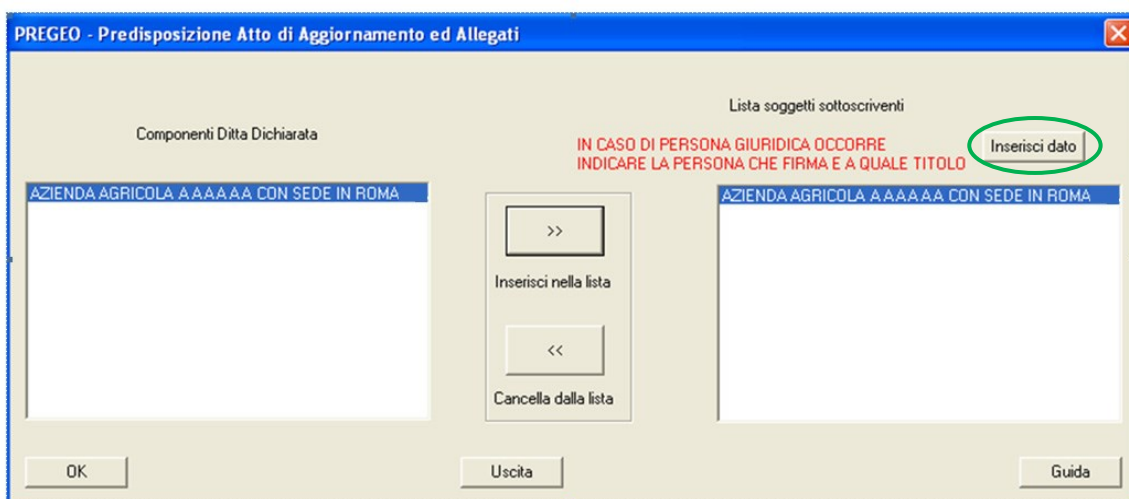 PREGEO - Predisposizione Atto di Aggiornamento ed Allegati
Lista soggetti sottoscriventi
Componenti Ditta Dichiarata
IN CASO DI PERSONA GIURIDICA OCCORRE
INDICARE LA PERSONA CHE FIRMA E A QUALE TITOLO
Inserisci dato
AZIENDA AGRICOLA A A A A A A CON SEDE IN ROMA
>>
Inserisci nella lista
<<
Cancella dalla lista
AZIENDA AGRICOLA A A A A A A CON SEDE IN ROMA
OK
Uscita
Guida